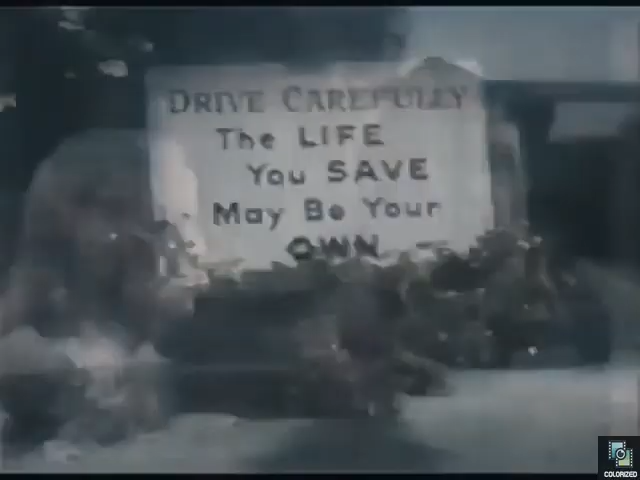 DRIVE CAREFULLY
The LIFE
You SAVE
May Be Your
OWN
COLORIZED